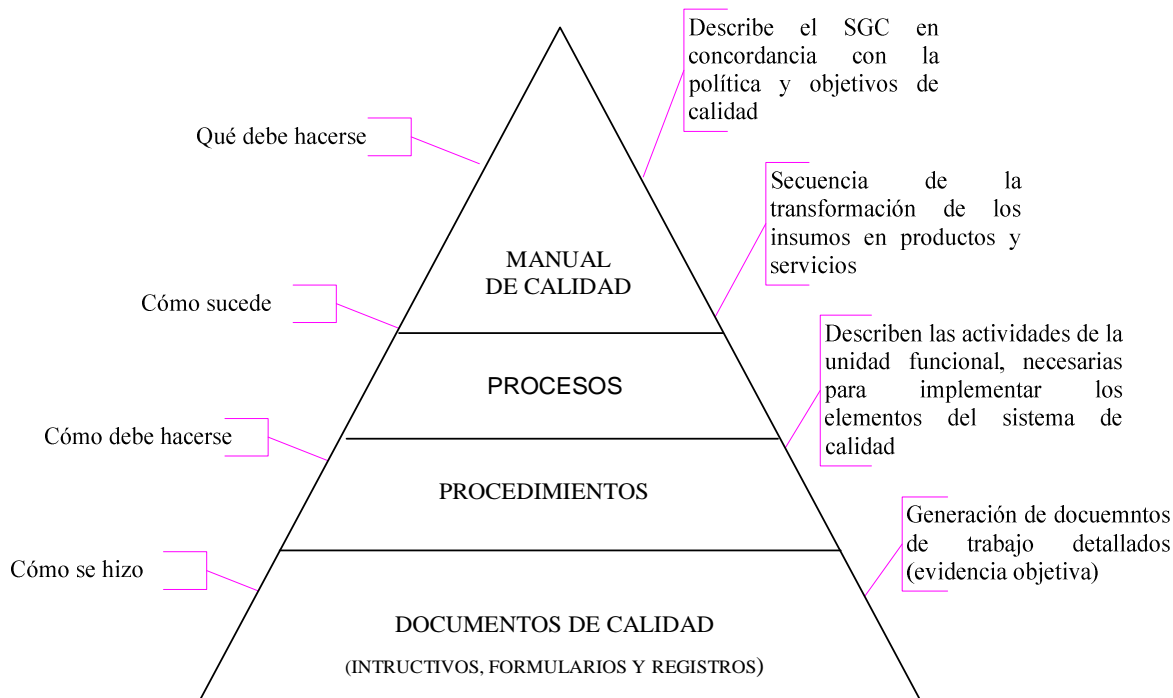 Describe el SGC en
concordancia con la
política y objetivos de
calidad
Qué debe hacerse
Secuencia de la
transformación de los
insumos en productos y
servicios
MANUAL
DE CALIDAD
Cómo sucede
Describen las actividades de la
unidad funcional, necesarias
para implementar los
elementos del sistema de
calidad
PROCESOS
Cómo debe hacerse
PROCEDIMIENTOS
Generación de docuemntos
de trabajo detallados
(evidencia objetiva)
Cómo se hizo
DOCUMENTOS DE CALIDAD
(INTRUCTIVOS, FORMULARIOS Y REGISTROS)